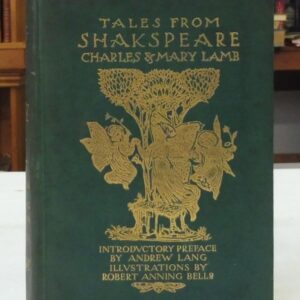 TALES FROM
SHAKSPEARE
CHARLES & MARY LAMB
INTRODVCTORY PREFACE
BY ANDREW LANG
ILLVSTRATIONS BY
ROBERT ANNING BELL